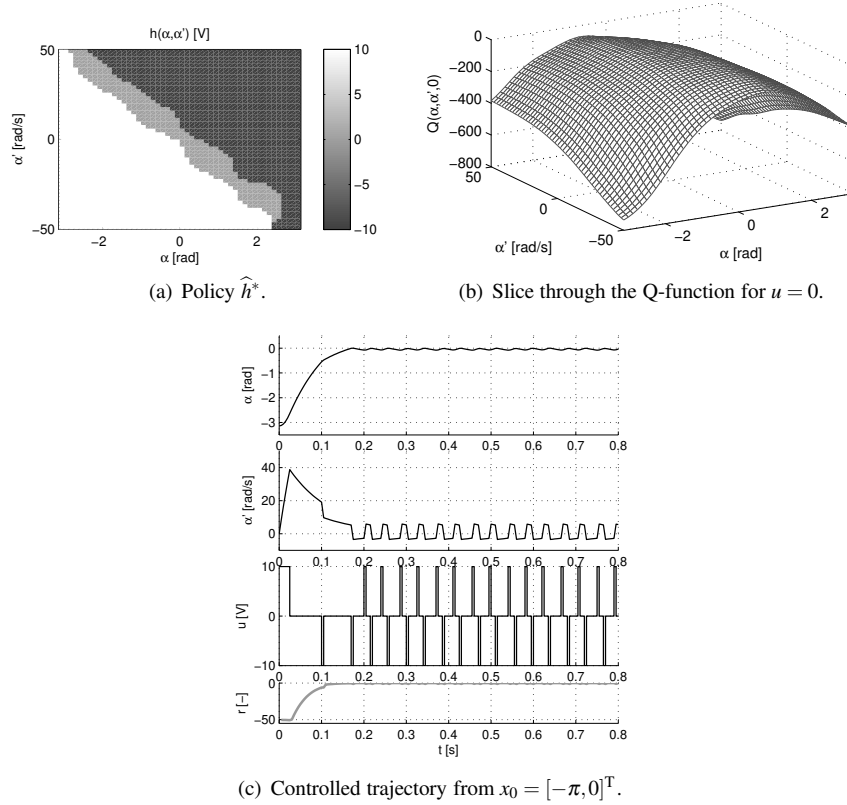 h(α,α') [V]
50
0
−50
α' [rad/s]
−2
0
2
α [rad]
10
5
0
−5
−10
(a) Policy ĥ*.
0
−200
−400
−600
−800
Q(α,α',0)
50
0
−50
α' [rad/s]
−2
0
2
α [rad]
(b) Slice through the Q-function for u = 0.
0
−1
−2
−3
α [rad]
0 0.1 0.2 0.3 0.4 0.5 0.6 0.7 0.8
40
20
0
α' [rad/s]
0 0.1 0.2 0.3 0.4 0.5 0.6 0.7 0.8
10
0
−10
u [V]
0 0.1 0.2 0.3 0.4 0.5 0.6 0.7 0.8
0
−50
r [−]
0 0.1 0.2 0.3 0.4 0.5 0.6 0.7 0.8
t [s]
(c) Controlled trajectory from x₀ = [−π,0]ᵀ.